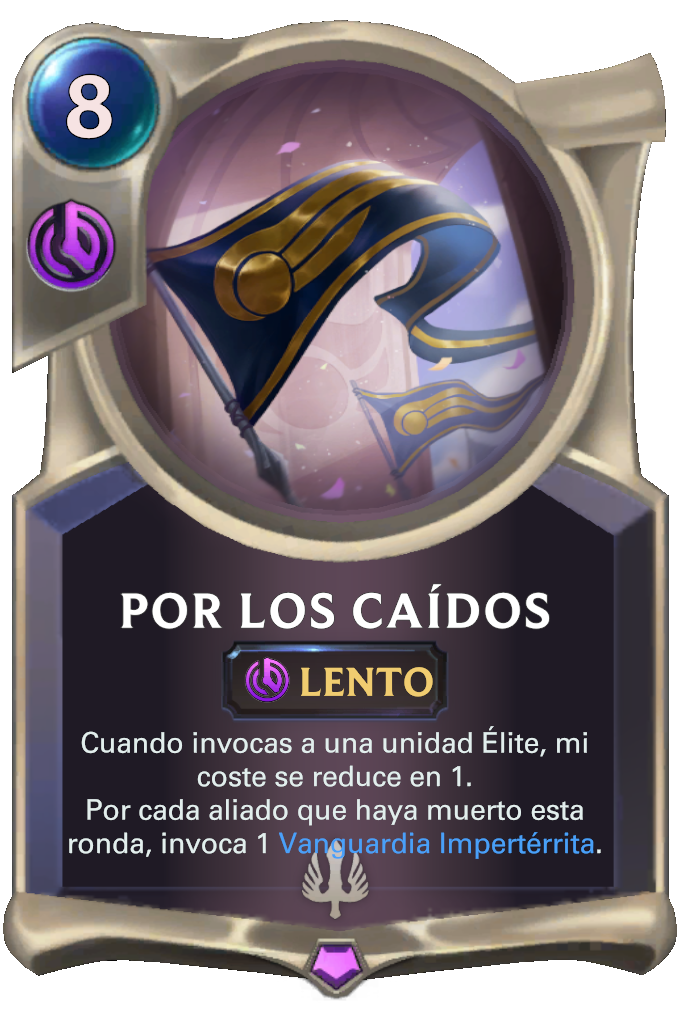 8
POR LOS CAÍDOS
LENTO
Cuando invocas a una unidad Élite, mi
coste se reduce en 1.
Por cada aliado que haya muerto esta
ronda, invoca 1 Vanguardia Impertérrita.